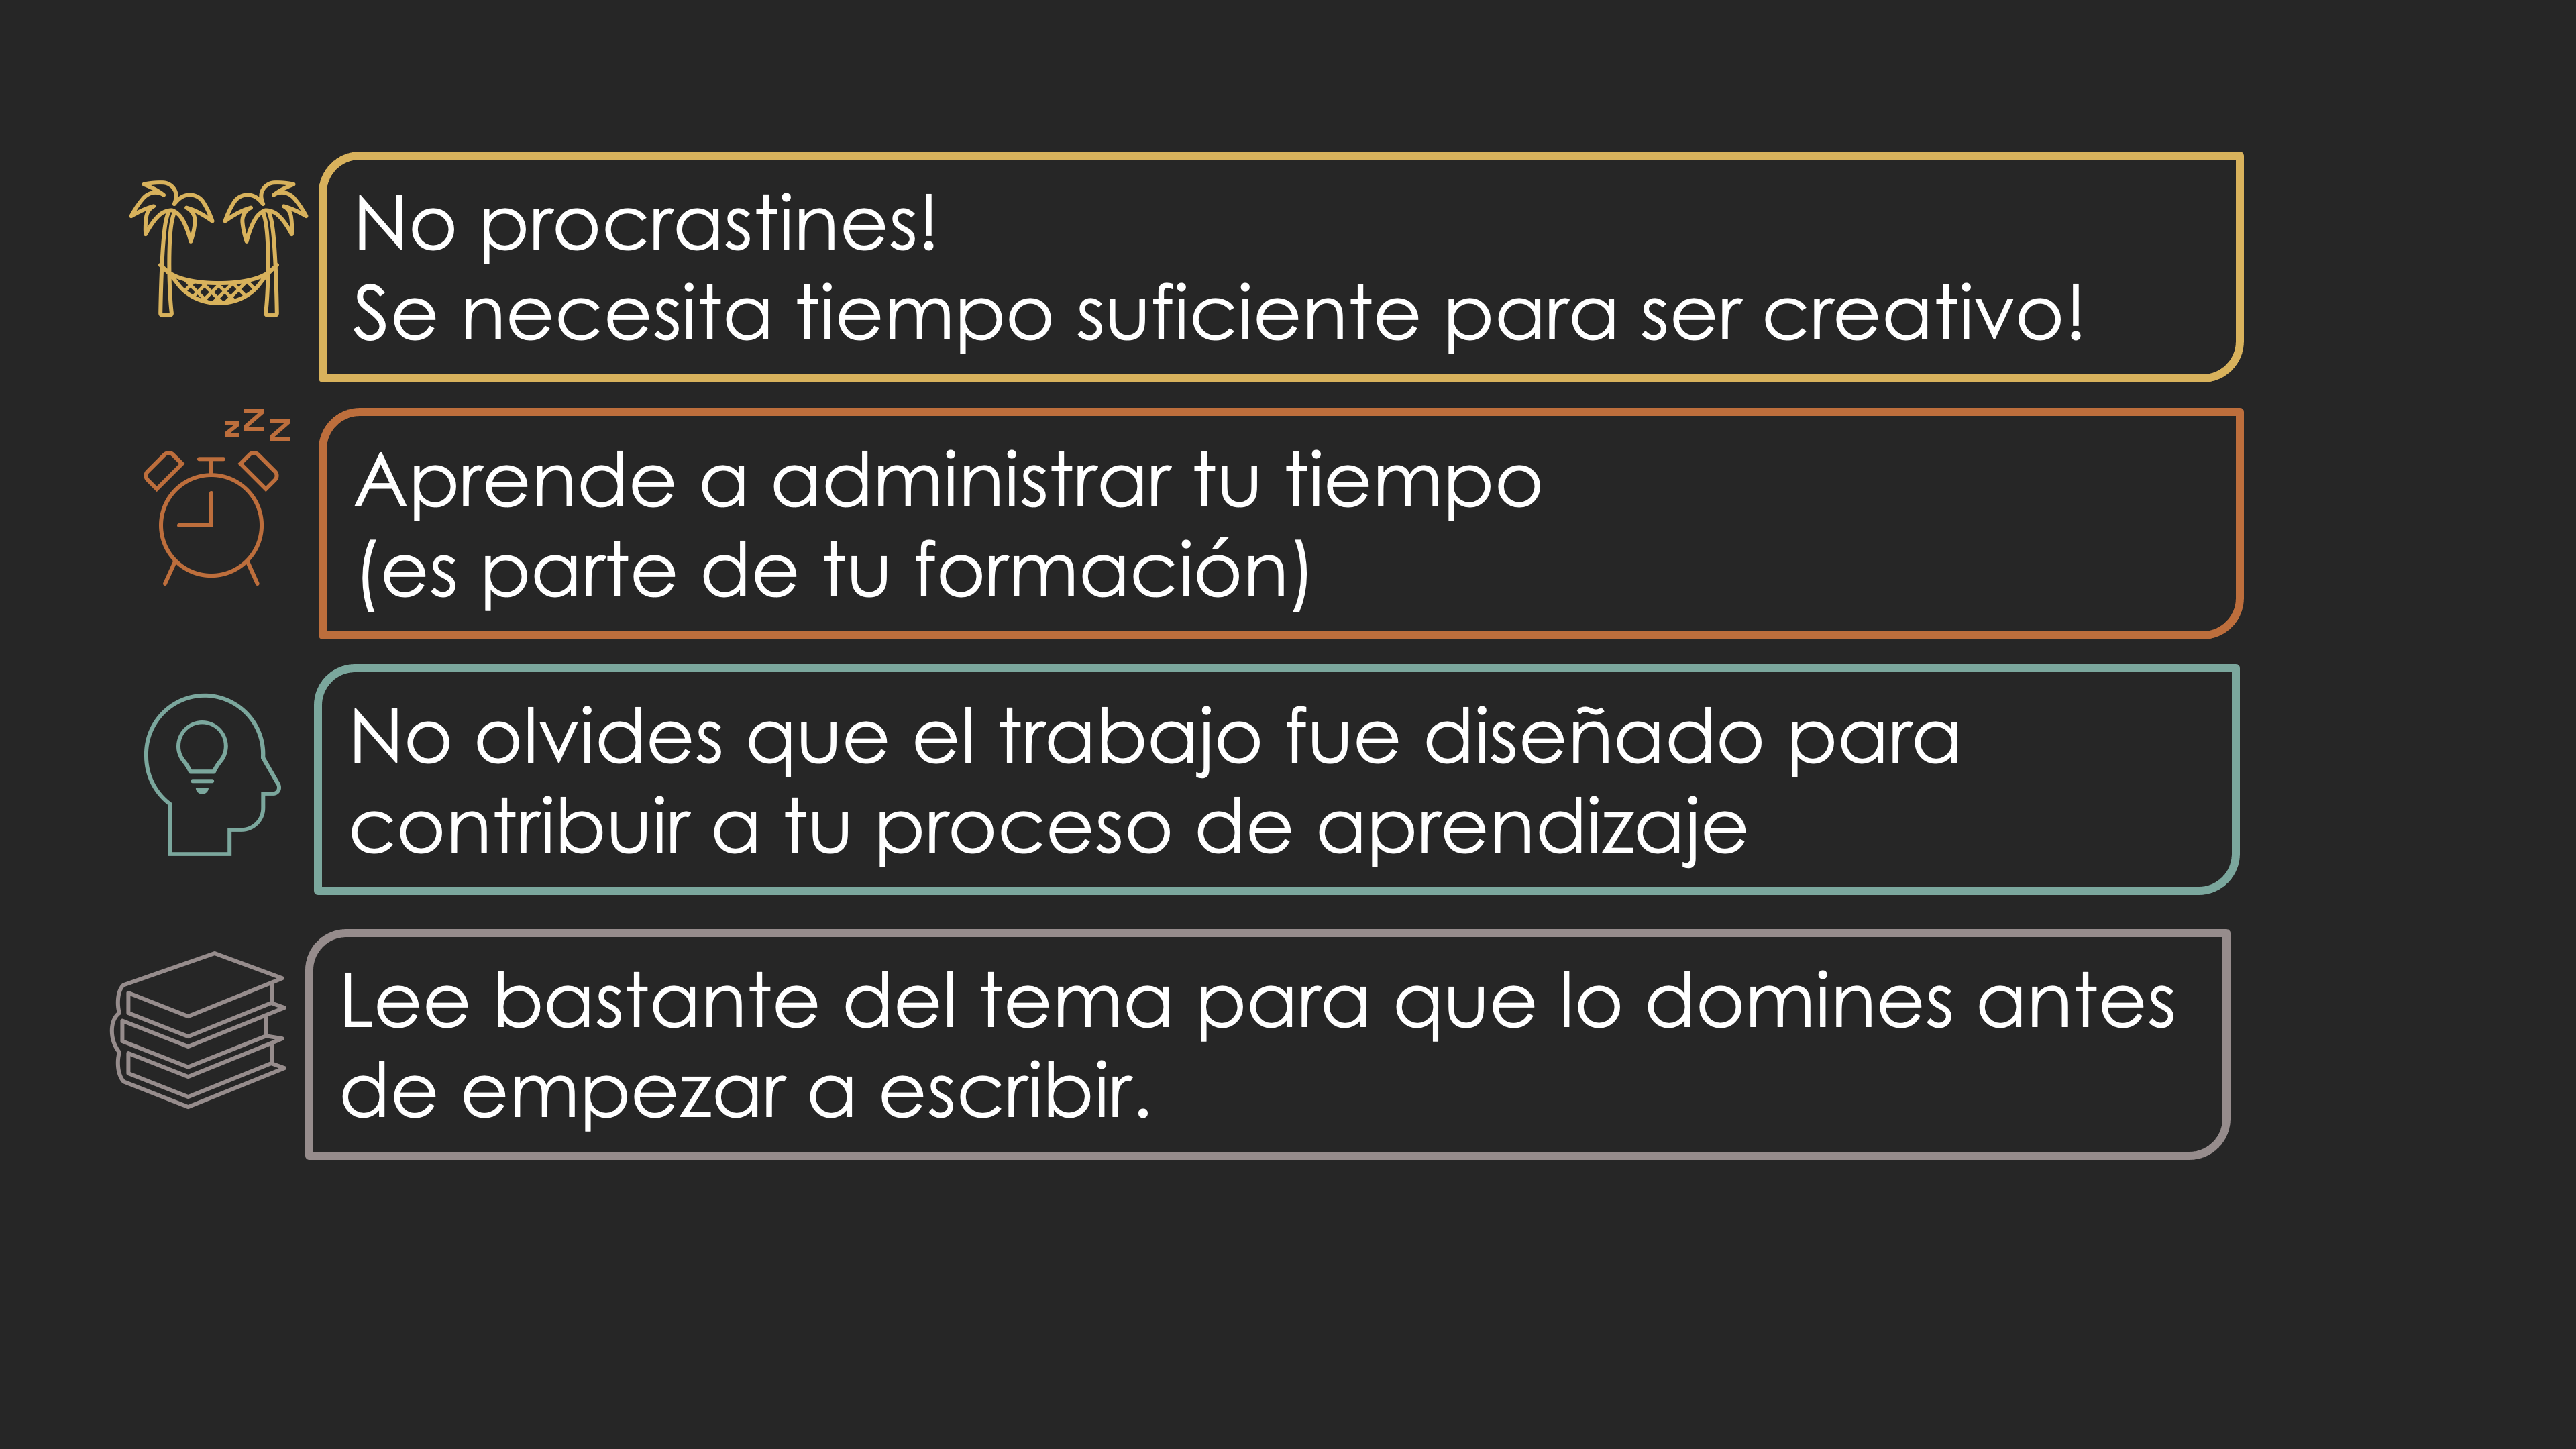 No procrastines!
Se necesita tiempo suficiente para ser creativo!
zZz
Aprende a administrar tu tiempo
(es parte de tu formación)
No olvides que el trabajo fue diseñado para
contribuir a tu proceso de aprendizaje
Lee bastante del tema para que lo domines antes
de empezar a escribir.